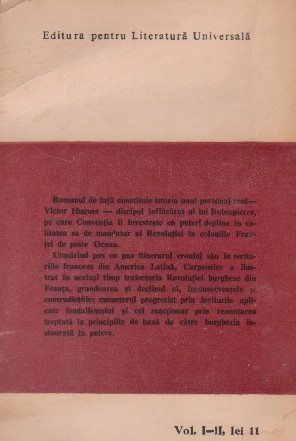 Editura pentru Literatură Universală
Romanul de față constituie istoria unui personaj real—
Victor Hugues — discipol înflăcărat al lui Robespierre,
pe care Convenția îl învestește cu puteri depline în ca-
litatea sa de mandatar al Revoluției în coloniile Fran-
ței de peste Ocean.
Urmărind pas cu pas itinerarul eroului său în terito-
riile franceze din America Latină, Carpentier a ilus-
trat în același timp traiectoria Revoluției burgheze din
Franța, grandoarea și declinul ei, inconsecvențele și
contradicțiile; caracterul progresist prin loviturile apli-
cate feudalismului și cel reacționar prin renunțarea
treptată la principiile de bază de către burghezia in-
staurată la putere.
Vol. I—II, lei 11